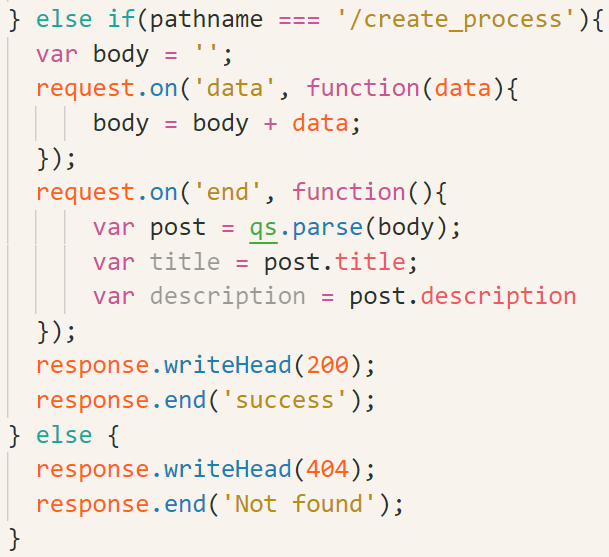 } else if(pathname === '/create_process'){
  var body = '';
  request.on('data', function(data){
      body = body + data;
  });
  request.on('end', function(){
      var post = qs.parse(body);
      var title = post.title;
      var description = post.description
  });
  response.writeHead(200);
  response.end('success');
} else {
  response.writeHead(404);
  response.end('Not found');
}